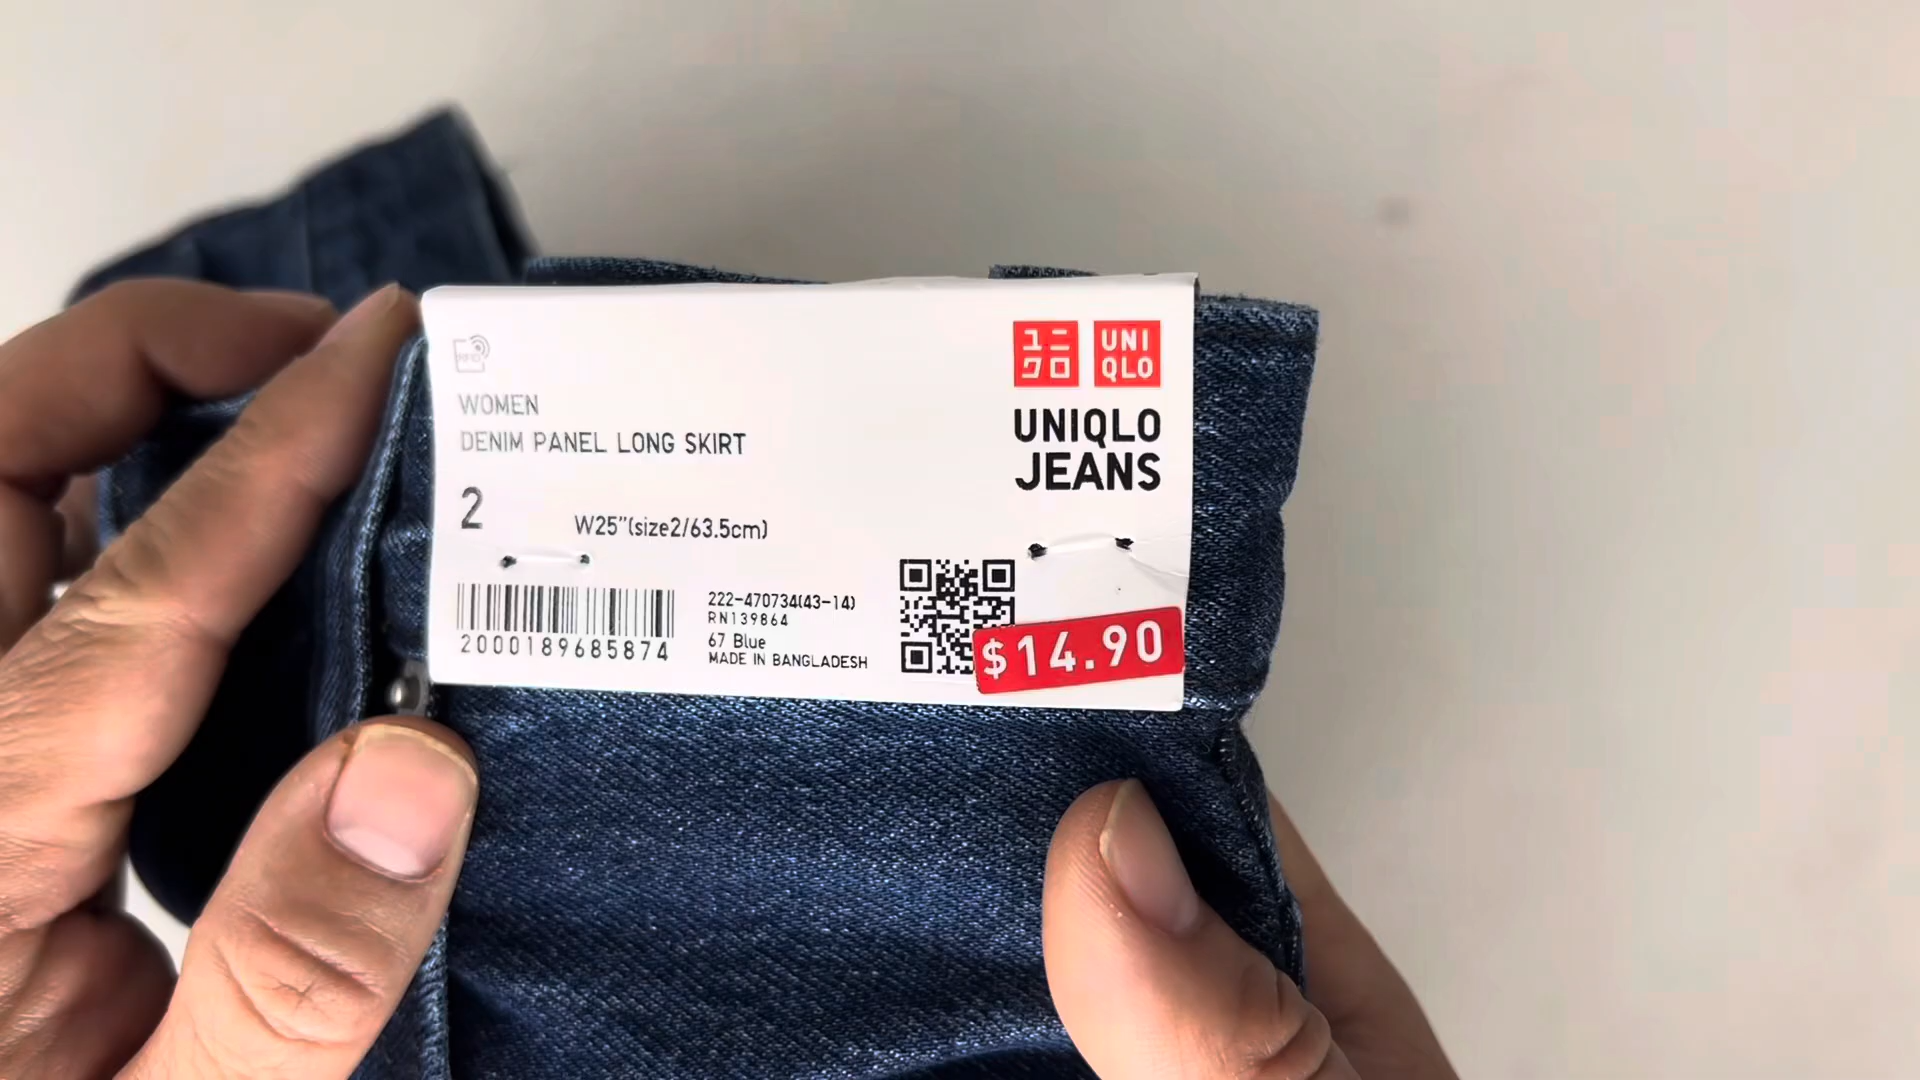 RFID
ユニ
クロ
UNI
QLO
UNIQLO
JEANS
WOMEN
DENIM PANEL LONG SKIRT
2
W25"(size2/63.5cm)
222-470734(43-14)
RN139864
67 Blue
MADE IN BANGLADESH
2000189685874
$14.90